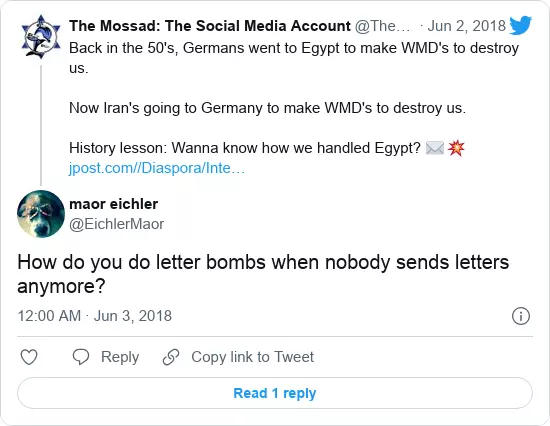 The Mossad: The Social Media Account @The… · Jun 2, 2018
Back in the 50's, Germans went to Egypt to make WMD's to destroy
us.
Now Iran's going to Germany to make WMD's to destroy us.
History lesson: Wanna know how we handled Egypt? ✉️ 💥
jpost.com//Diaspora/Inte…
maor eichler
@EichlerMaor
How do you do letter bombs when nobody sends letters
anymore?
12:00 AM · Jun 3, 2018
Reply
Copy link to Tweet
Read 1 reply